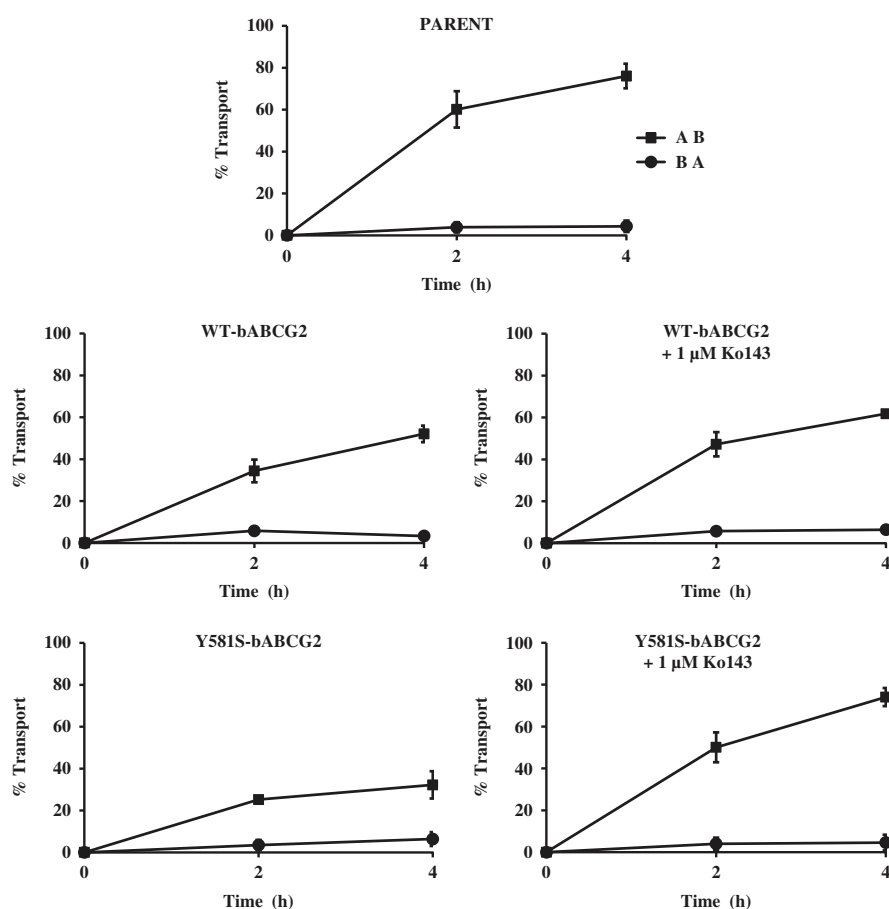 PARENT
100
80
60
40
20
0
% Transport
0 2 4
Time (h)
A B
B A
WT-bABCG2
100
80
60
40
20
0
% Transport
0 2 4
Time (h)
WT-bABCG2
+ 1 µM Ko143
100
80
60
40
20
0
% Transport
0 2 4
Time (h)
Y581S-bABCG2
100
80
60
40
20
0
% Transport
0 2 4
Time (h)
Y581S-bABCG2
+ 1 µM Ko143
100
80
60
40
20
0
% Transport
0 2 4
Time (h)